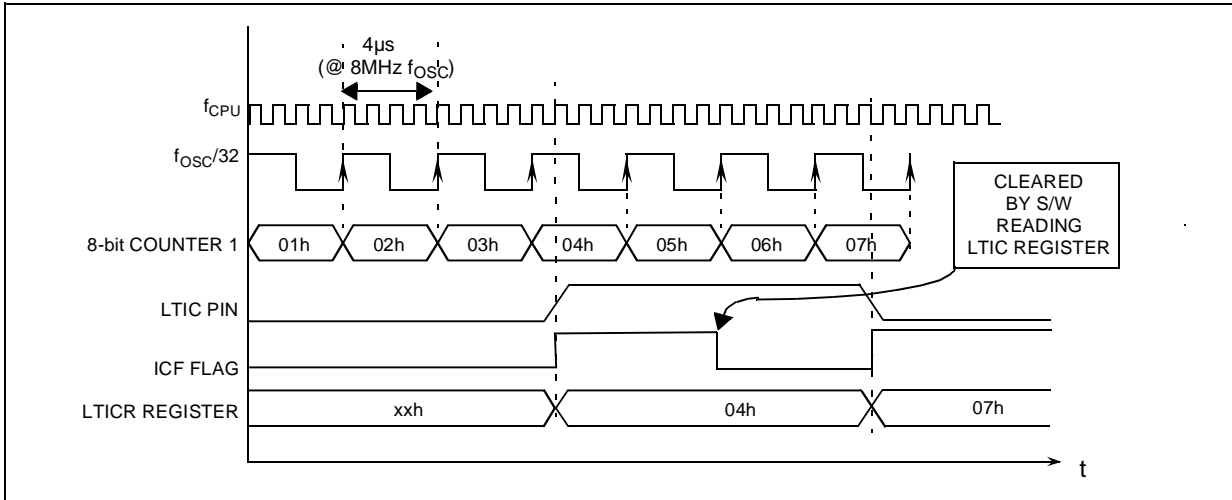 4µs
(@ 8MHz fOSC)
fCPU
fOSC/32
CLEARED
BY S/W
READING
LTIC REGISTER
8-bit COUNTER 1
01h 02h 03h 04h 05h 06h 07h
LTIC PIN
ICF FLAG
LTICR REGISTER
xxh 04h 07h
t